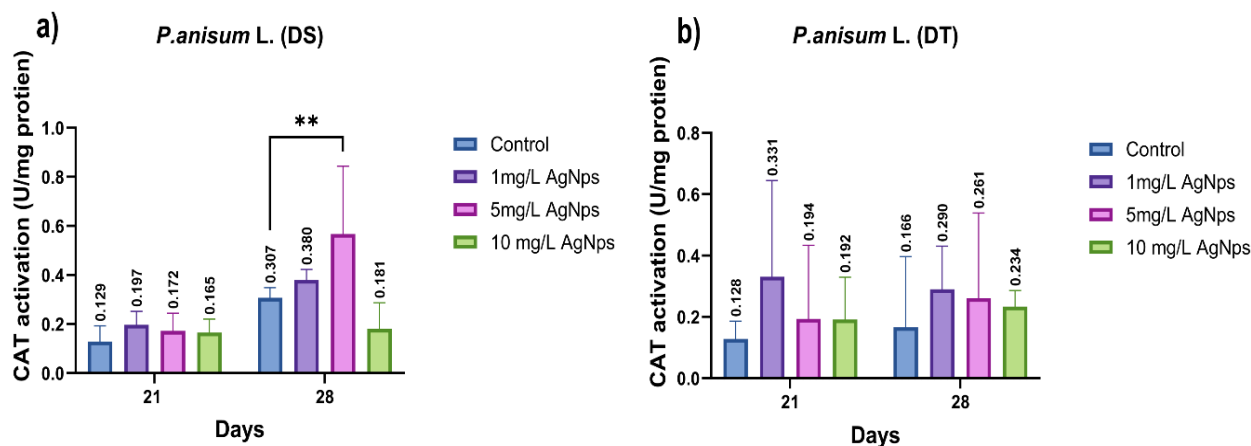 a)
P.anisum L. (DS)
CAT activation (U/mg protien)
1.0
0.8
0.6
0.4
0.2
0.0
0.129
0.197
0.172
0.165
**
0.307
0.380
0.181
21
28
Days
Control
1mg/L AgNps
5mg/L AgNps
10 mg/L AgNps
b)
P.anisum L. (DT)
CAT activation (U/mg protien)
0.8
0.6
0.4
0.2
0.0
0.128
0.331
0.194
0.192
0.166
0.290
0.261
0.234
21
28
Days
Control
1mg/L AgNps
5mg/L AgNps
10 mg/L AgNps